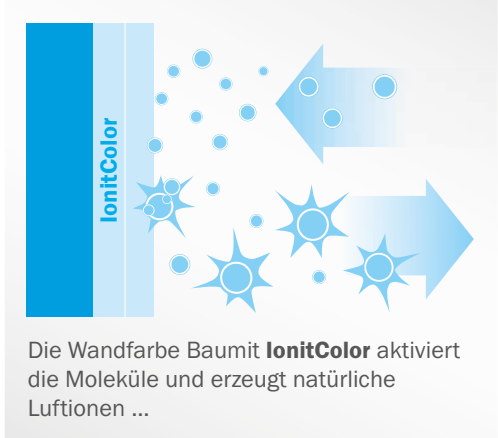 IonitColor
Die Wandfarbe Baumit IonitColor aktiviert
die Moleküle und erzeugt natürliche
Luftionen ...